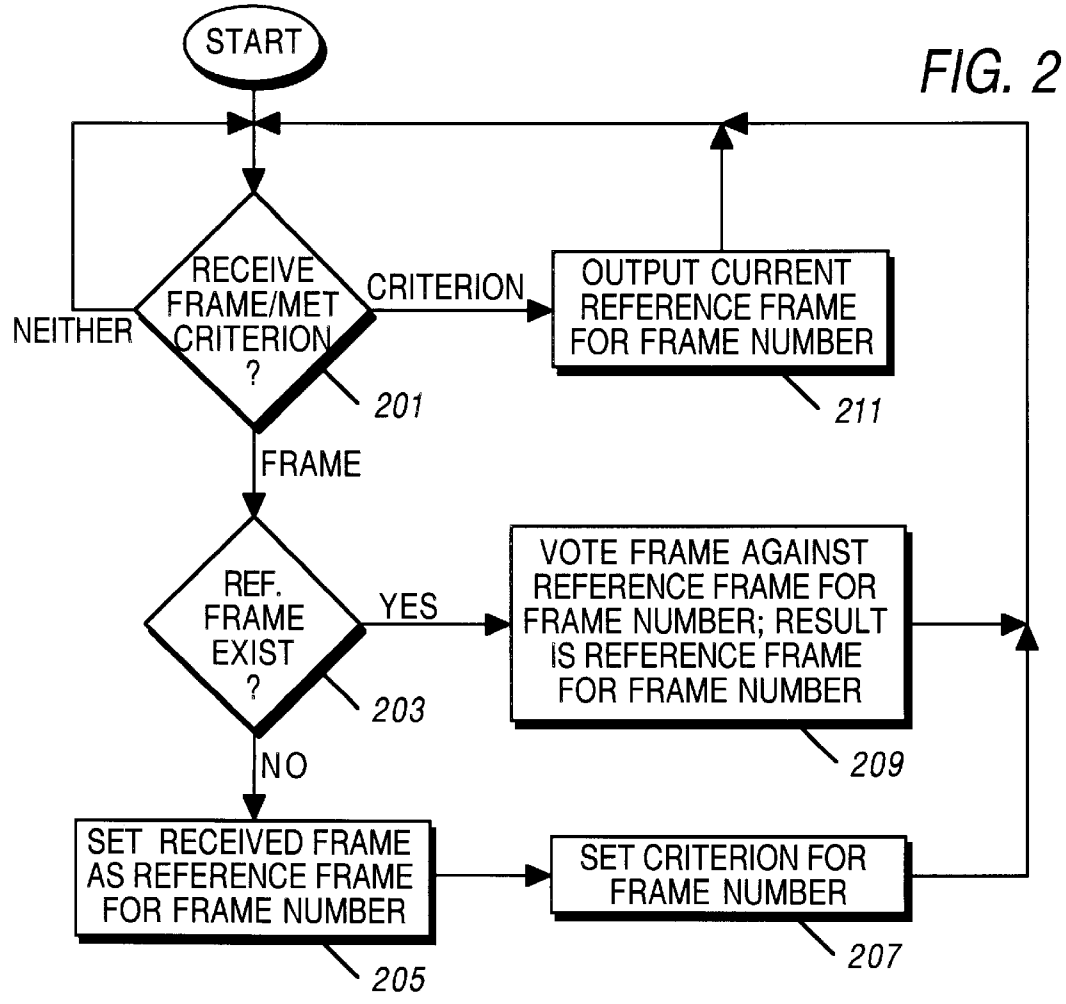 START
FIG. 2
RECEIVE
FRAME/MET
CRITERION
?
201
NEITHER
CRITERION
OUTPUT CURRENT
REFERENCE FRAME
FOR FRAME NUMBER
211
FRAME
REF.
FRAME
EXIST
?
203
YES
VOTE FRAME AGAINST
REFERENCE FRAME FOR
FRAME NUMBER; RESULT
IS REFERENCE FRAME
FOR FRAME NUMBER
209
NO
SET RECEIVED FRAME
AS REFERENCE FRAME
FOR FRAME NUMBER
205
SET CRITERION FOR
FRAME NUMBER
207